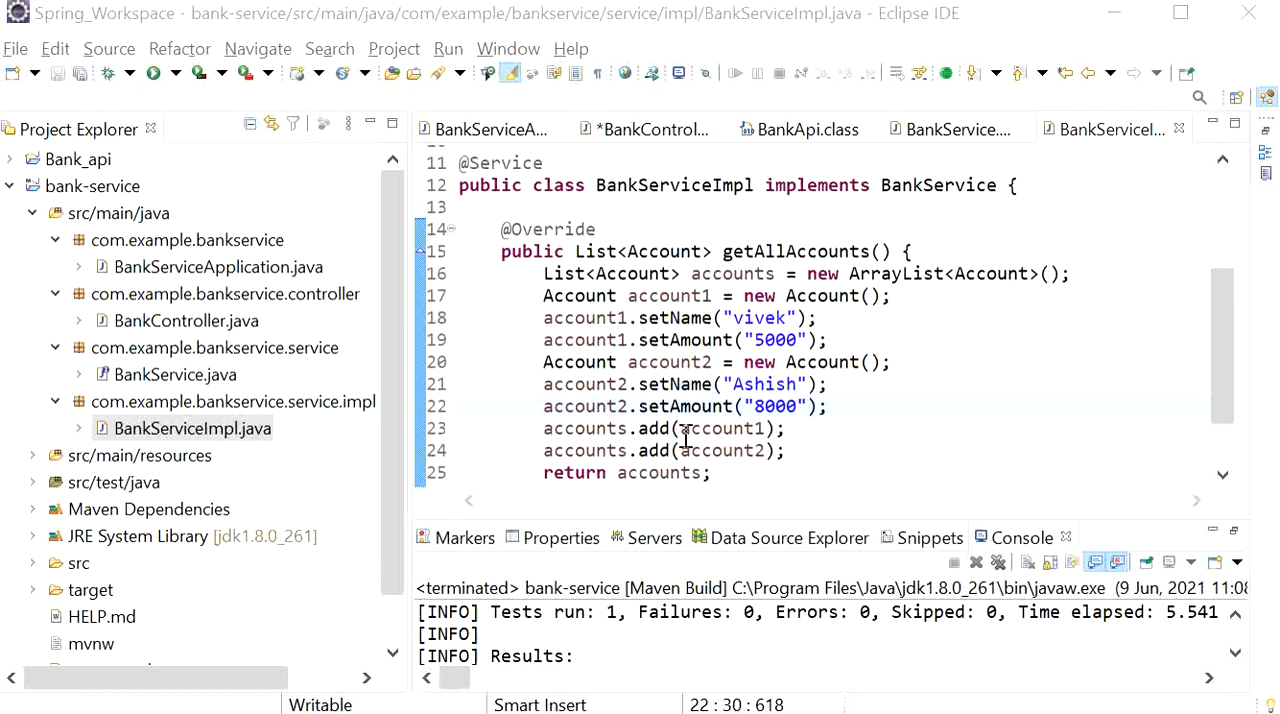 Spring_Workspace - bank-service/src/main/java/com/example/bankservice/service/impl/BankServiceImpl.java - Eclipse IDE
File Edit Source Refactor Navigate Search Project Run Window Help
Project Explorer
Bank_api
bank-service
src/main/java
com.example.bankservice
BankServiceApplication.java
com.example.bankservice.controller
BankController.java
com.example.bankservice.service
BankService.java
com.example.bankservice.service.impl
BankServiceImpl.java
src/main/resources
src/test/java
Maven Dependencies
JRE System Library [jdk1.8.0_261]
src
target
HELP.md
mvnw
BankServiceA... *BankControl... BankApi.class BankService.... BankServiceI...
11 @Service
12 public class BankServiceImpl implements BankService {
13
14 @Override
15 public List<Account> getAllAccounts() {
16 List<Account> accounts = new ArrayList<Account>();
17 Account account1 = new Account();
18 account1.setName("vivek");
19 account1.setAmount("5000");
20 Account account2 = new Account();
21 account2.setName("Ashish");
22 account2.setAmount("8000");
23 accounts.add(account1);
24 accounts.add(account2);
25 return accounts;
Markers Properties Servers Data Source Explorer Snippets Console
<terminated> bank-service [Maven Build] C:\Program Files\Java\jdk1.8.0_261\bin\javaw.exe (9 Jun, 2021 11:08
[INFO] Tests run: 1, Failures: 0, Errors: 0, Skipped: 0, Time elapsed: 5.541
[INFO]
[INFO] Results:
Writable Smart Insert 22 : 30 : 618